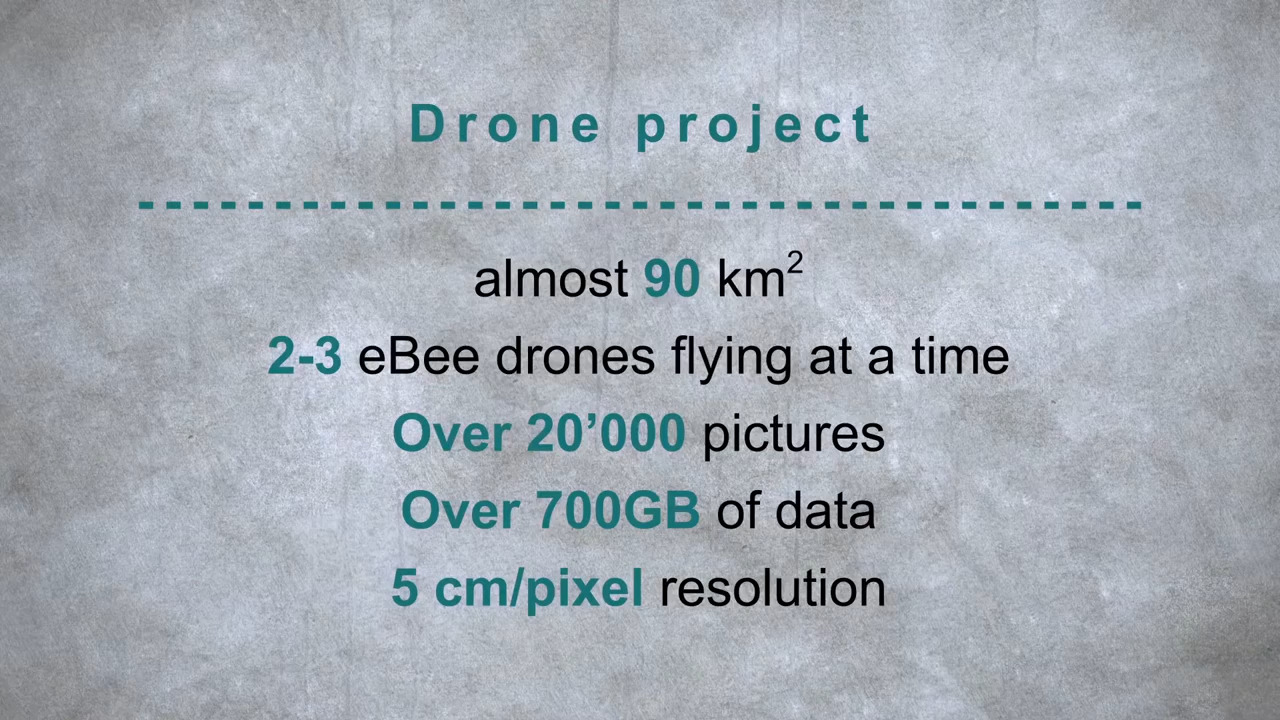 Drone project
almost 90 km²
2-3 eBee drones flying at a time
Over 20’000 pictures
Over 700GB of data
5 cm/pixel resolution